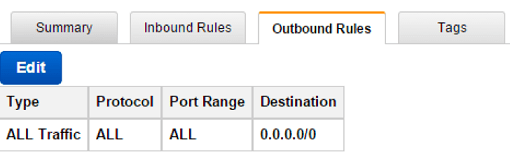 Summary Inbound Rules Outbound Rules Tags
Edit
Type Protocol Port Range Destination
ALL Traffic ALL ALL 0.0.0.0/0